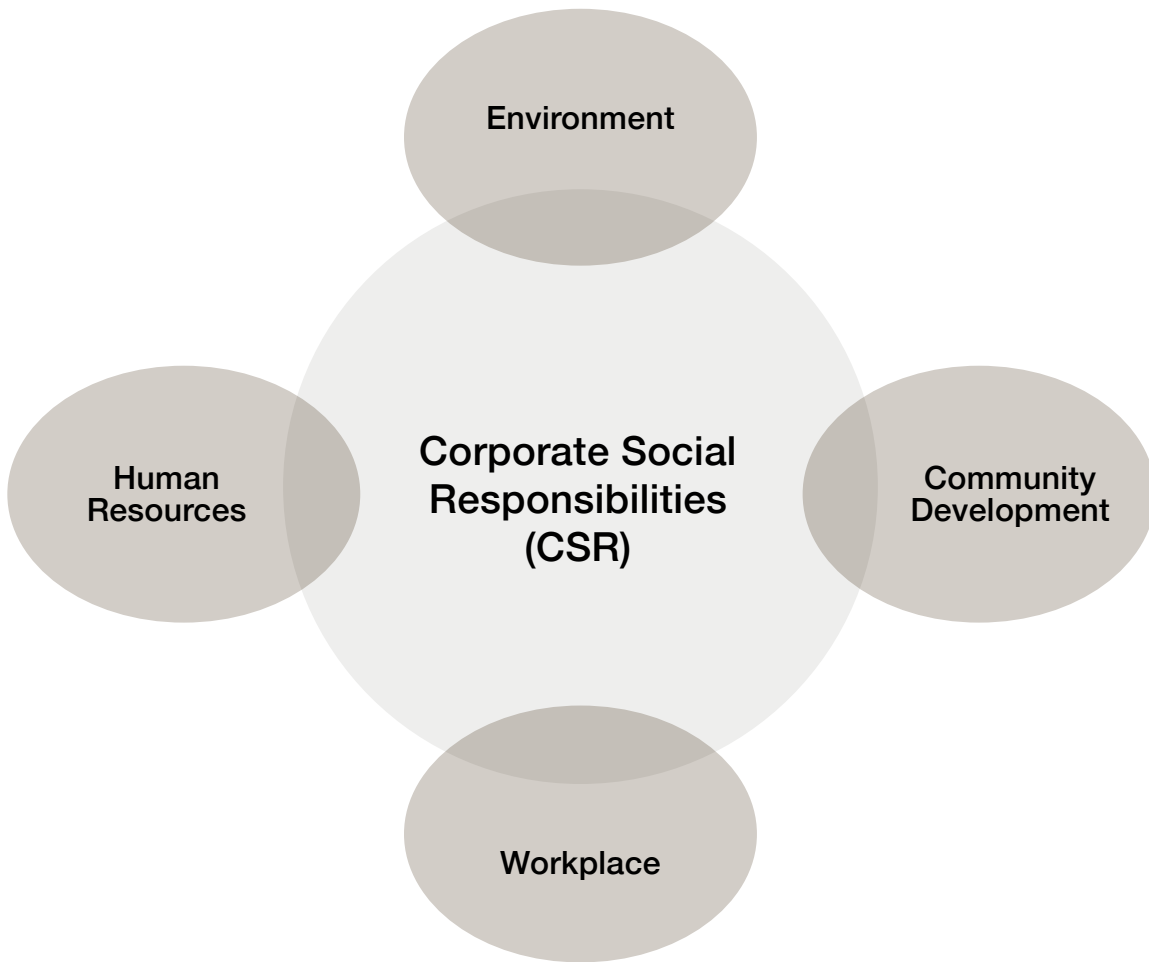 Environment
Human
Resources
Corporate Social
Responsibilities
(CSR)
Community
Development
Workplace